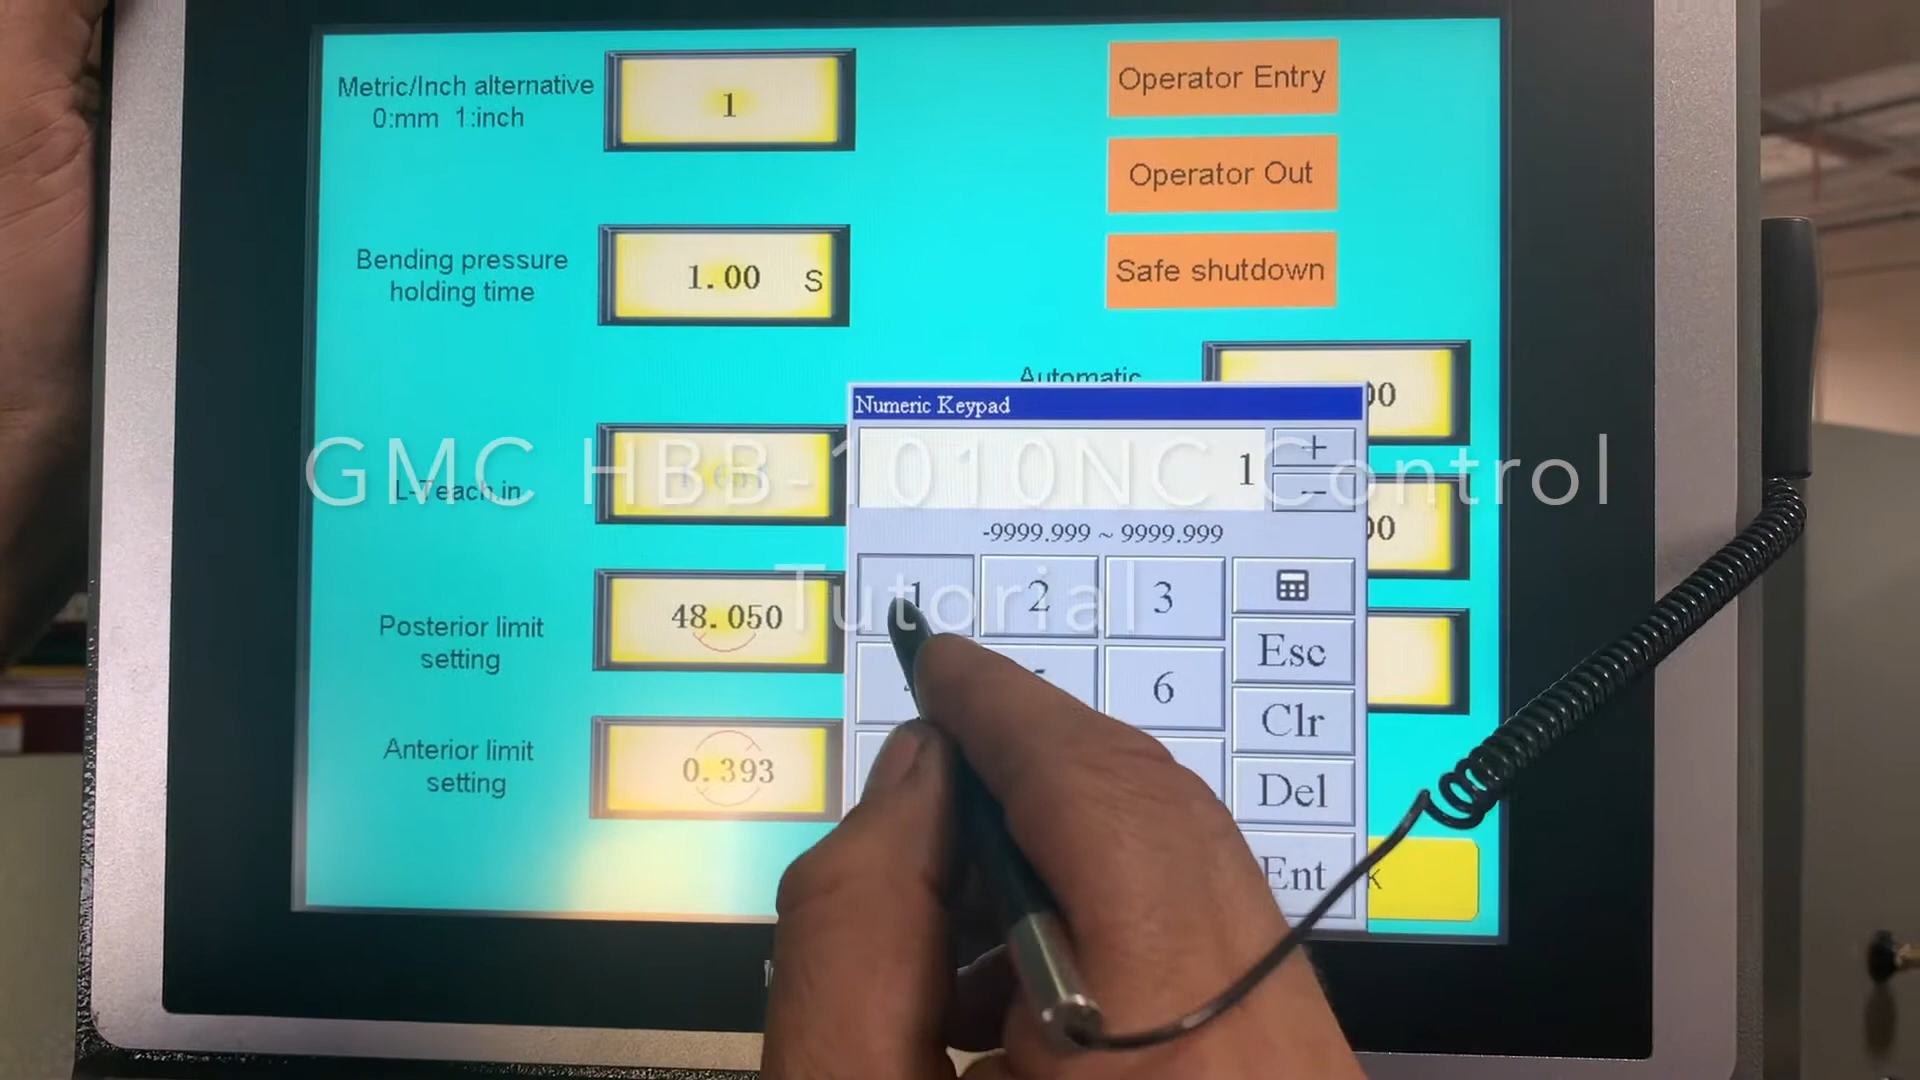 Metric/Inch alternative
0:mm 1:inch
1
Operator Entry
Operator Out
Bending pressure
holding time
1.00 S
Safe shutdown
Automatic
00
Numeric Keypad
GMC HBB-1010NC Control
Tutorial
L-Teach in
1
+
-
00
-9999.999 ~ 9999.999
1
2
3
Esc
Posterior limit
setting
48.050
6
Clr
Anterior limit
setting
0.393
Del
Ent
K